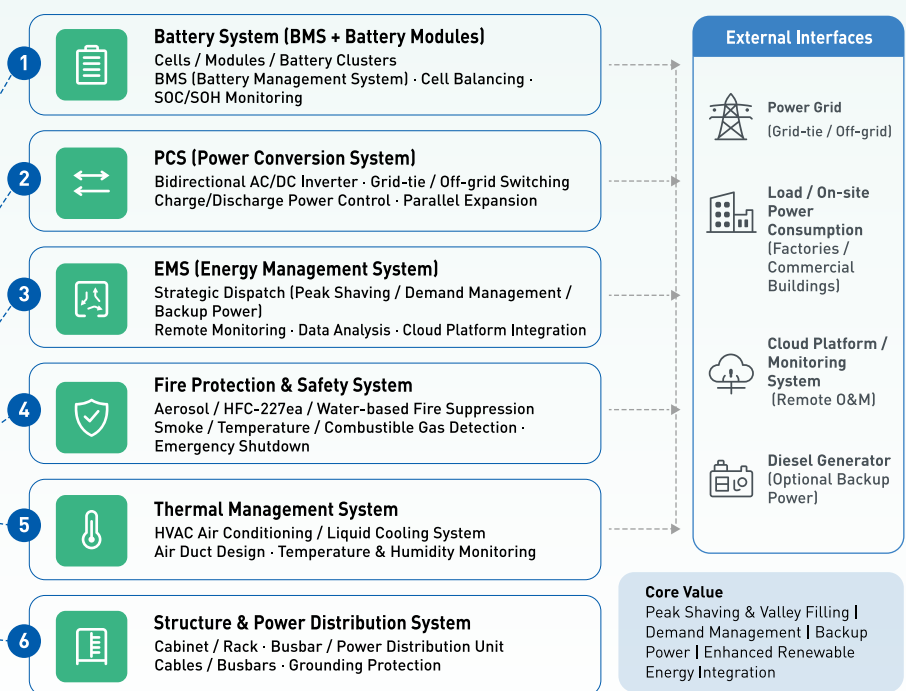 1
Battery System (BMS + Battery Modules)
Cells / Modules / Battery Clusters
BMS (Battery Management System) · Cell Balancing ·
SOC/SOH Monitoring
2
PCS (Power Conversion System)
Bidirectional AC/DC Inverter · Grid-tie / Off-grid Switching
Charge/Discharge Power Control · Parallel Expansion
3
EMS (Energy Management System)
Strategic Dispatch (Peak Shaving / Demand Management /
Backup Power)
Remote Monitoring · Data Analysis · Cloud Platform Integration
4
Fire Protection & Safety System
Aerosol / HFC-227ea / Water-based Fire Suppression
Smoke / Temperature / Combustible Gas Detection ·
Emergency Shutdown
5
Thermal Management System
HVAC Air Conditioning / Liquid Cooling System
Air Duct Design · Temperature & Humidity Monitoring
6
Structure & Power Distribution System
Cabinet / Rack · Busbar / Power Distribution Unit
Cables / Busbars · Grounding Protection
External Interfaces
Power Grid
(Grid-tie / Off-grid)
Load / On-site
Power
Consumption
(Factories /
Commercial
Buildings)
Cloud Platform /
Monitoring
System
(Remote O&M)
Diesel Generator
(Optional Backup
Power)
Core Value
Peak Shaving & Valley Filling |
Demand Management | Backup
Power | Enhanced Renewable
Energy Integration